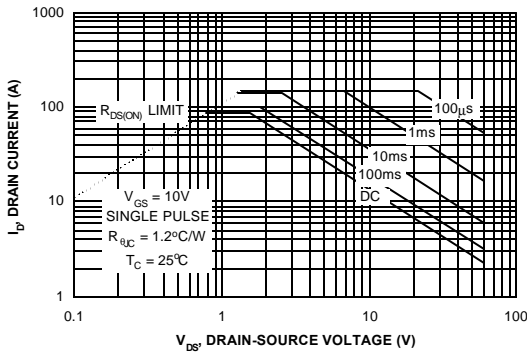 1000
100
10
1
0.1
1
10
100
I_D, DRAIN CURRENT (A)
V_DS, DRAIN-SOURCE VOLTAGE (V)
R_DS(ON) LIMIT
100μs
1ms
10ms
100ms
DC
V_GS = 10V
SINGLE PULSE
R_θJC = 1.2°C/W
T_C = 25°C